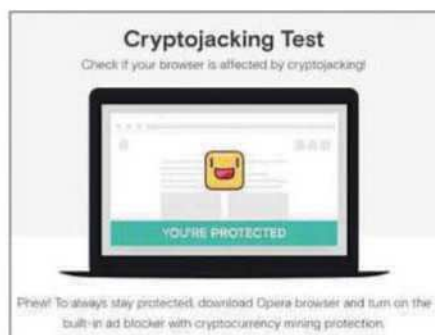 Cryptojacking Test
Check if your browser is affected by cryptojacking!
YOU'RE PROTECTED
Phew! To always stay protected, download Opera browser and turn on the
built-in ad blocker with cryptocurrency mining protection.